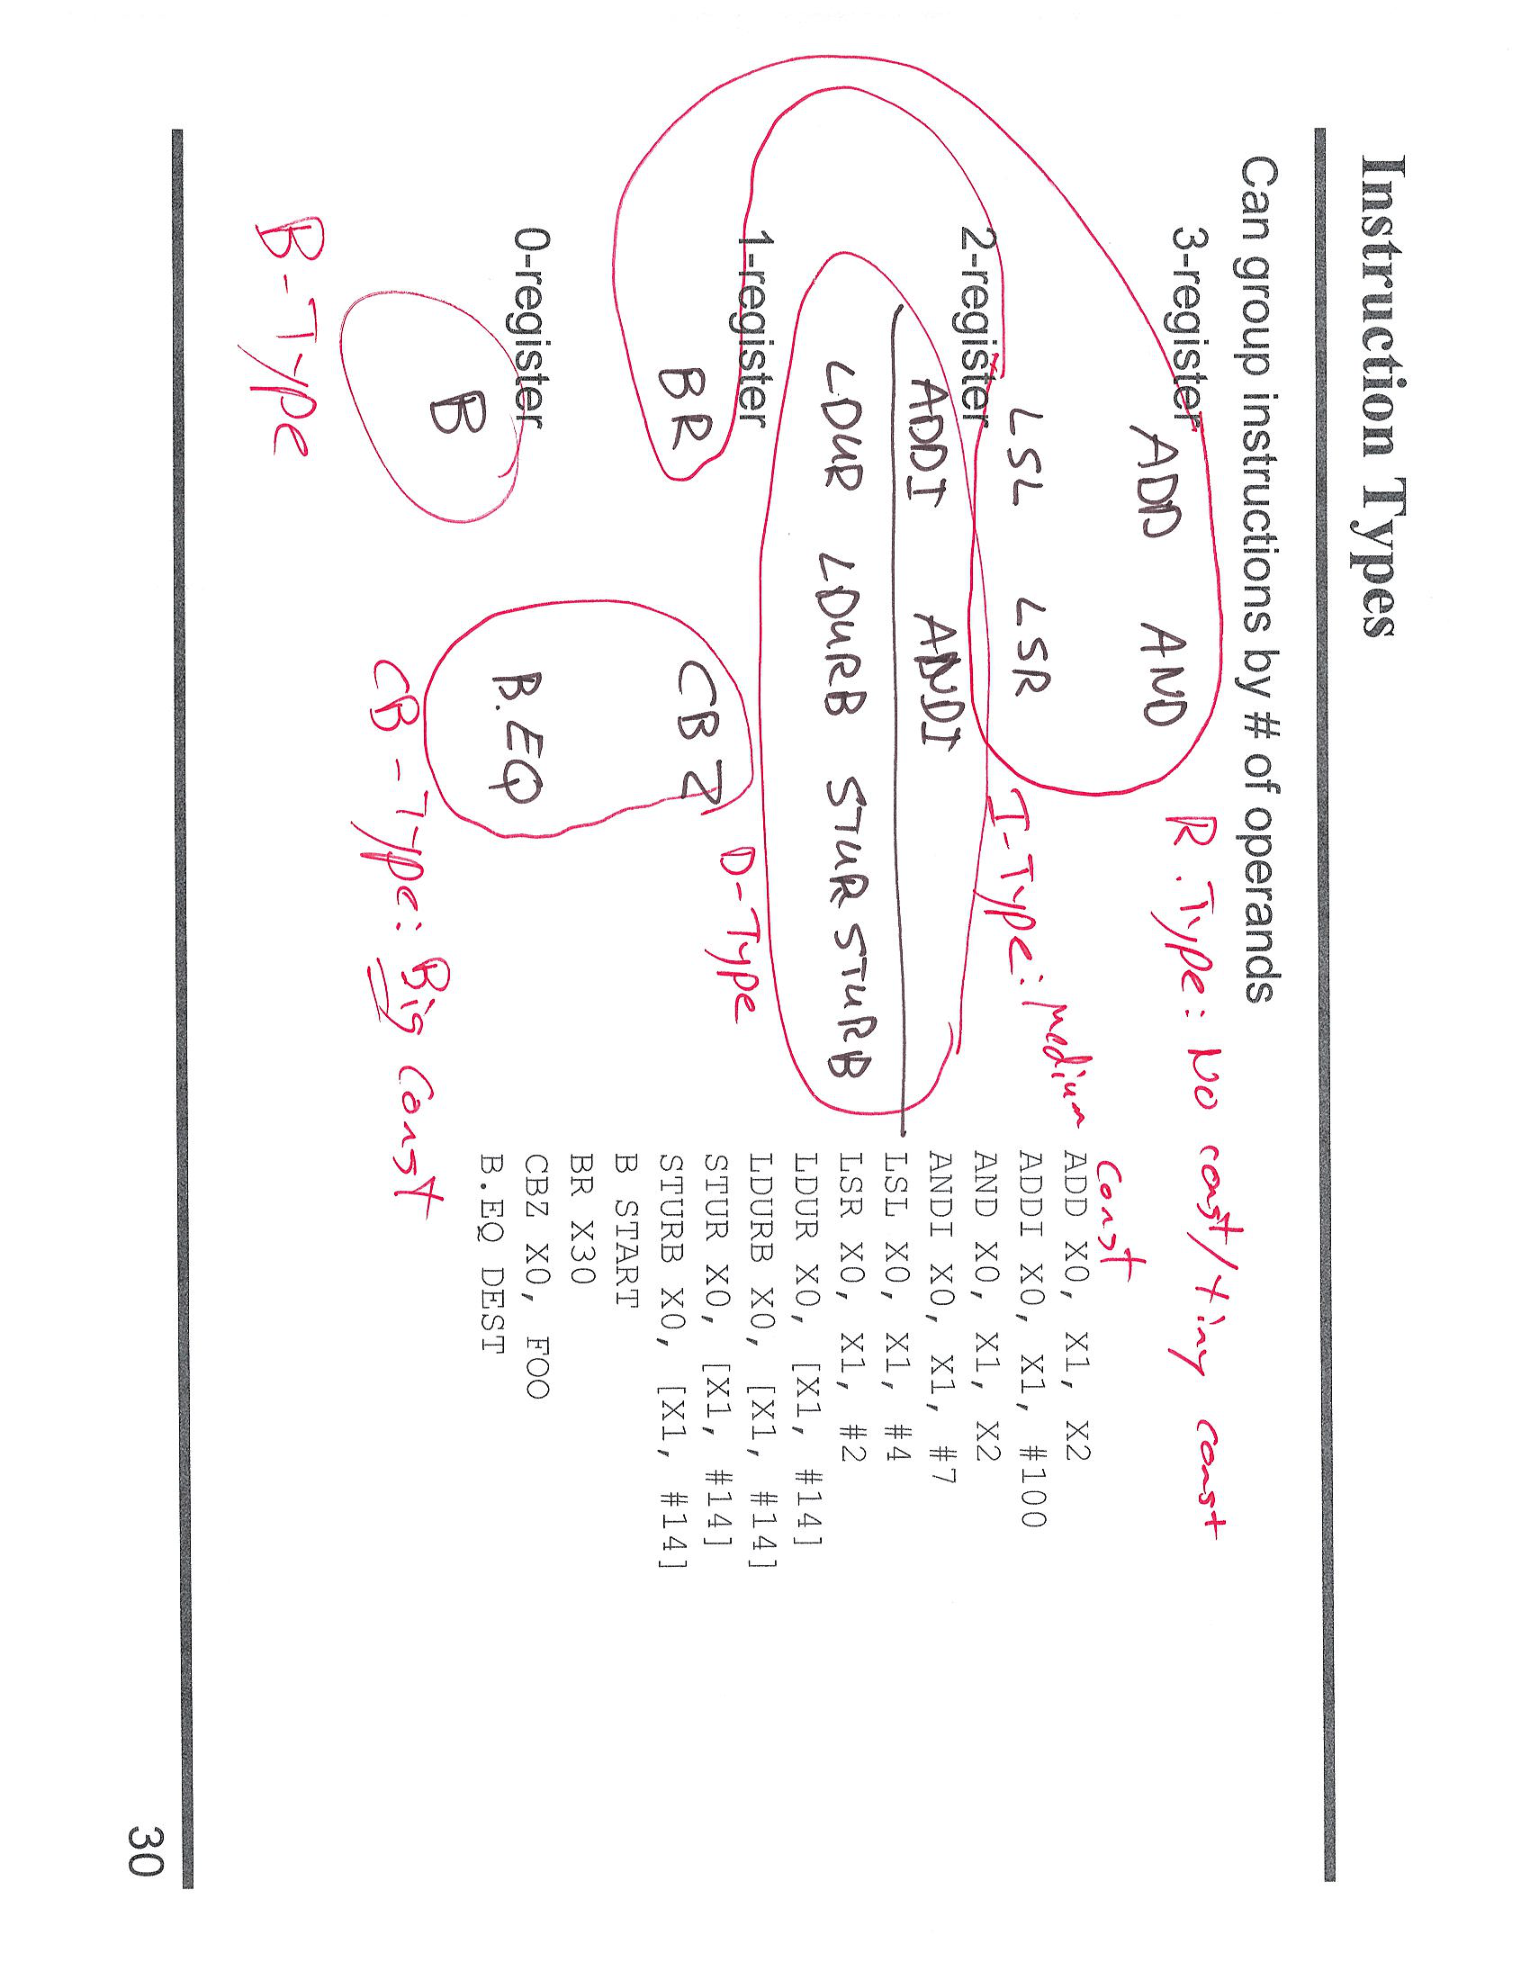 Instruction Types
Can group instructions by # of operands
R-Type: No const/tiny const
3-register
ADD AND
LSL LSR
I-Type: Medium Const
2-register
ADDI ANDI
LDUR LDURB STUR STURB
D-Type
1-register
BR CBZ
0-register
B B.EQ
B-Type
CB-Type: Big Const
ADD X0, X1, X2
ADDI X0, X1, #100
AND X0, X1, X2
ANDI X0, X1, #7
LSL X0, X1, #4
LSR X0, X1, #2
LDUR X0, [X1, #14]
LDURB X0, [X1, #14]
STUR X0, [X1, #14]
STURB X0, [X1, #14]
B START
BR X30
CBZ X0, FOO
B.EQ DEST
30